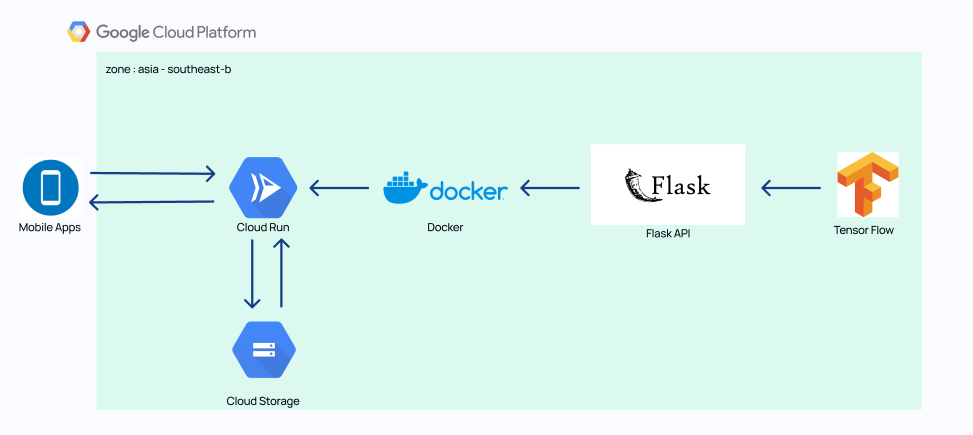 Google Cloud Platform
zone : asia - southeast-b
docker
Flask
Mobile Apps
Cloud Run
Docker
Flask API
Tensor Flow
Cloud Storage